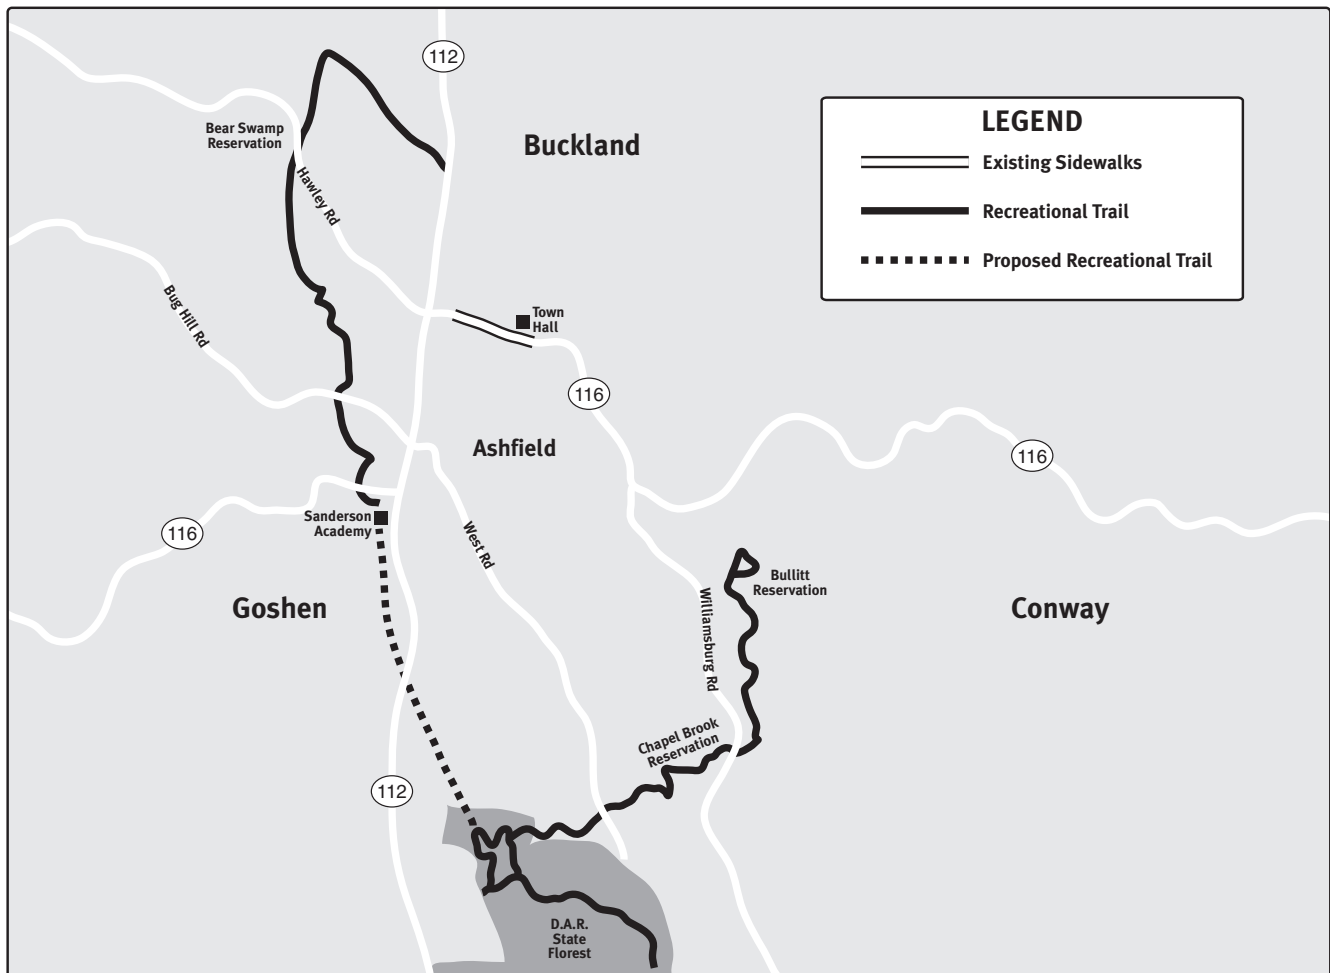 112
Bear Swamp
Reservation
Buckland
LEGEND
Existing Sidewalks
Recreational Trail
Proposed Recreational Trail
Hawley Rd
Bug Hill Rd
Town
Hall
116
Ashfield
116
Sanderson
Academy
116
West Rd
Goshen
Bullitt
Reservation
Williamsburg Rd
Conway
Chapel Brook
Reservation
112
D.A.R.
State
Florest